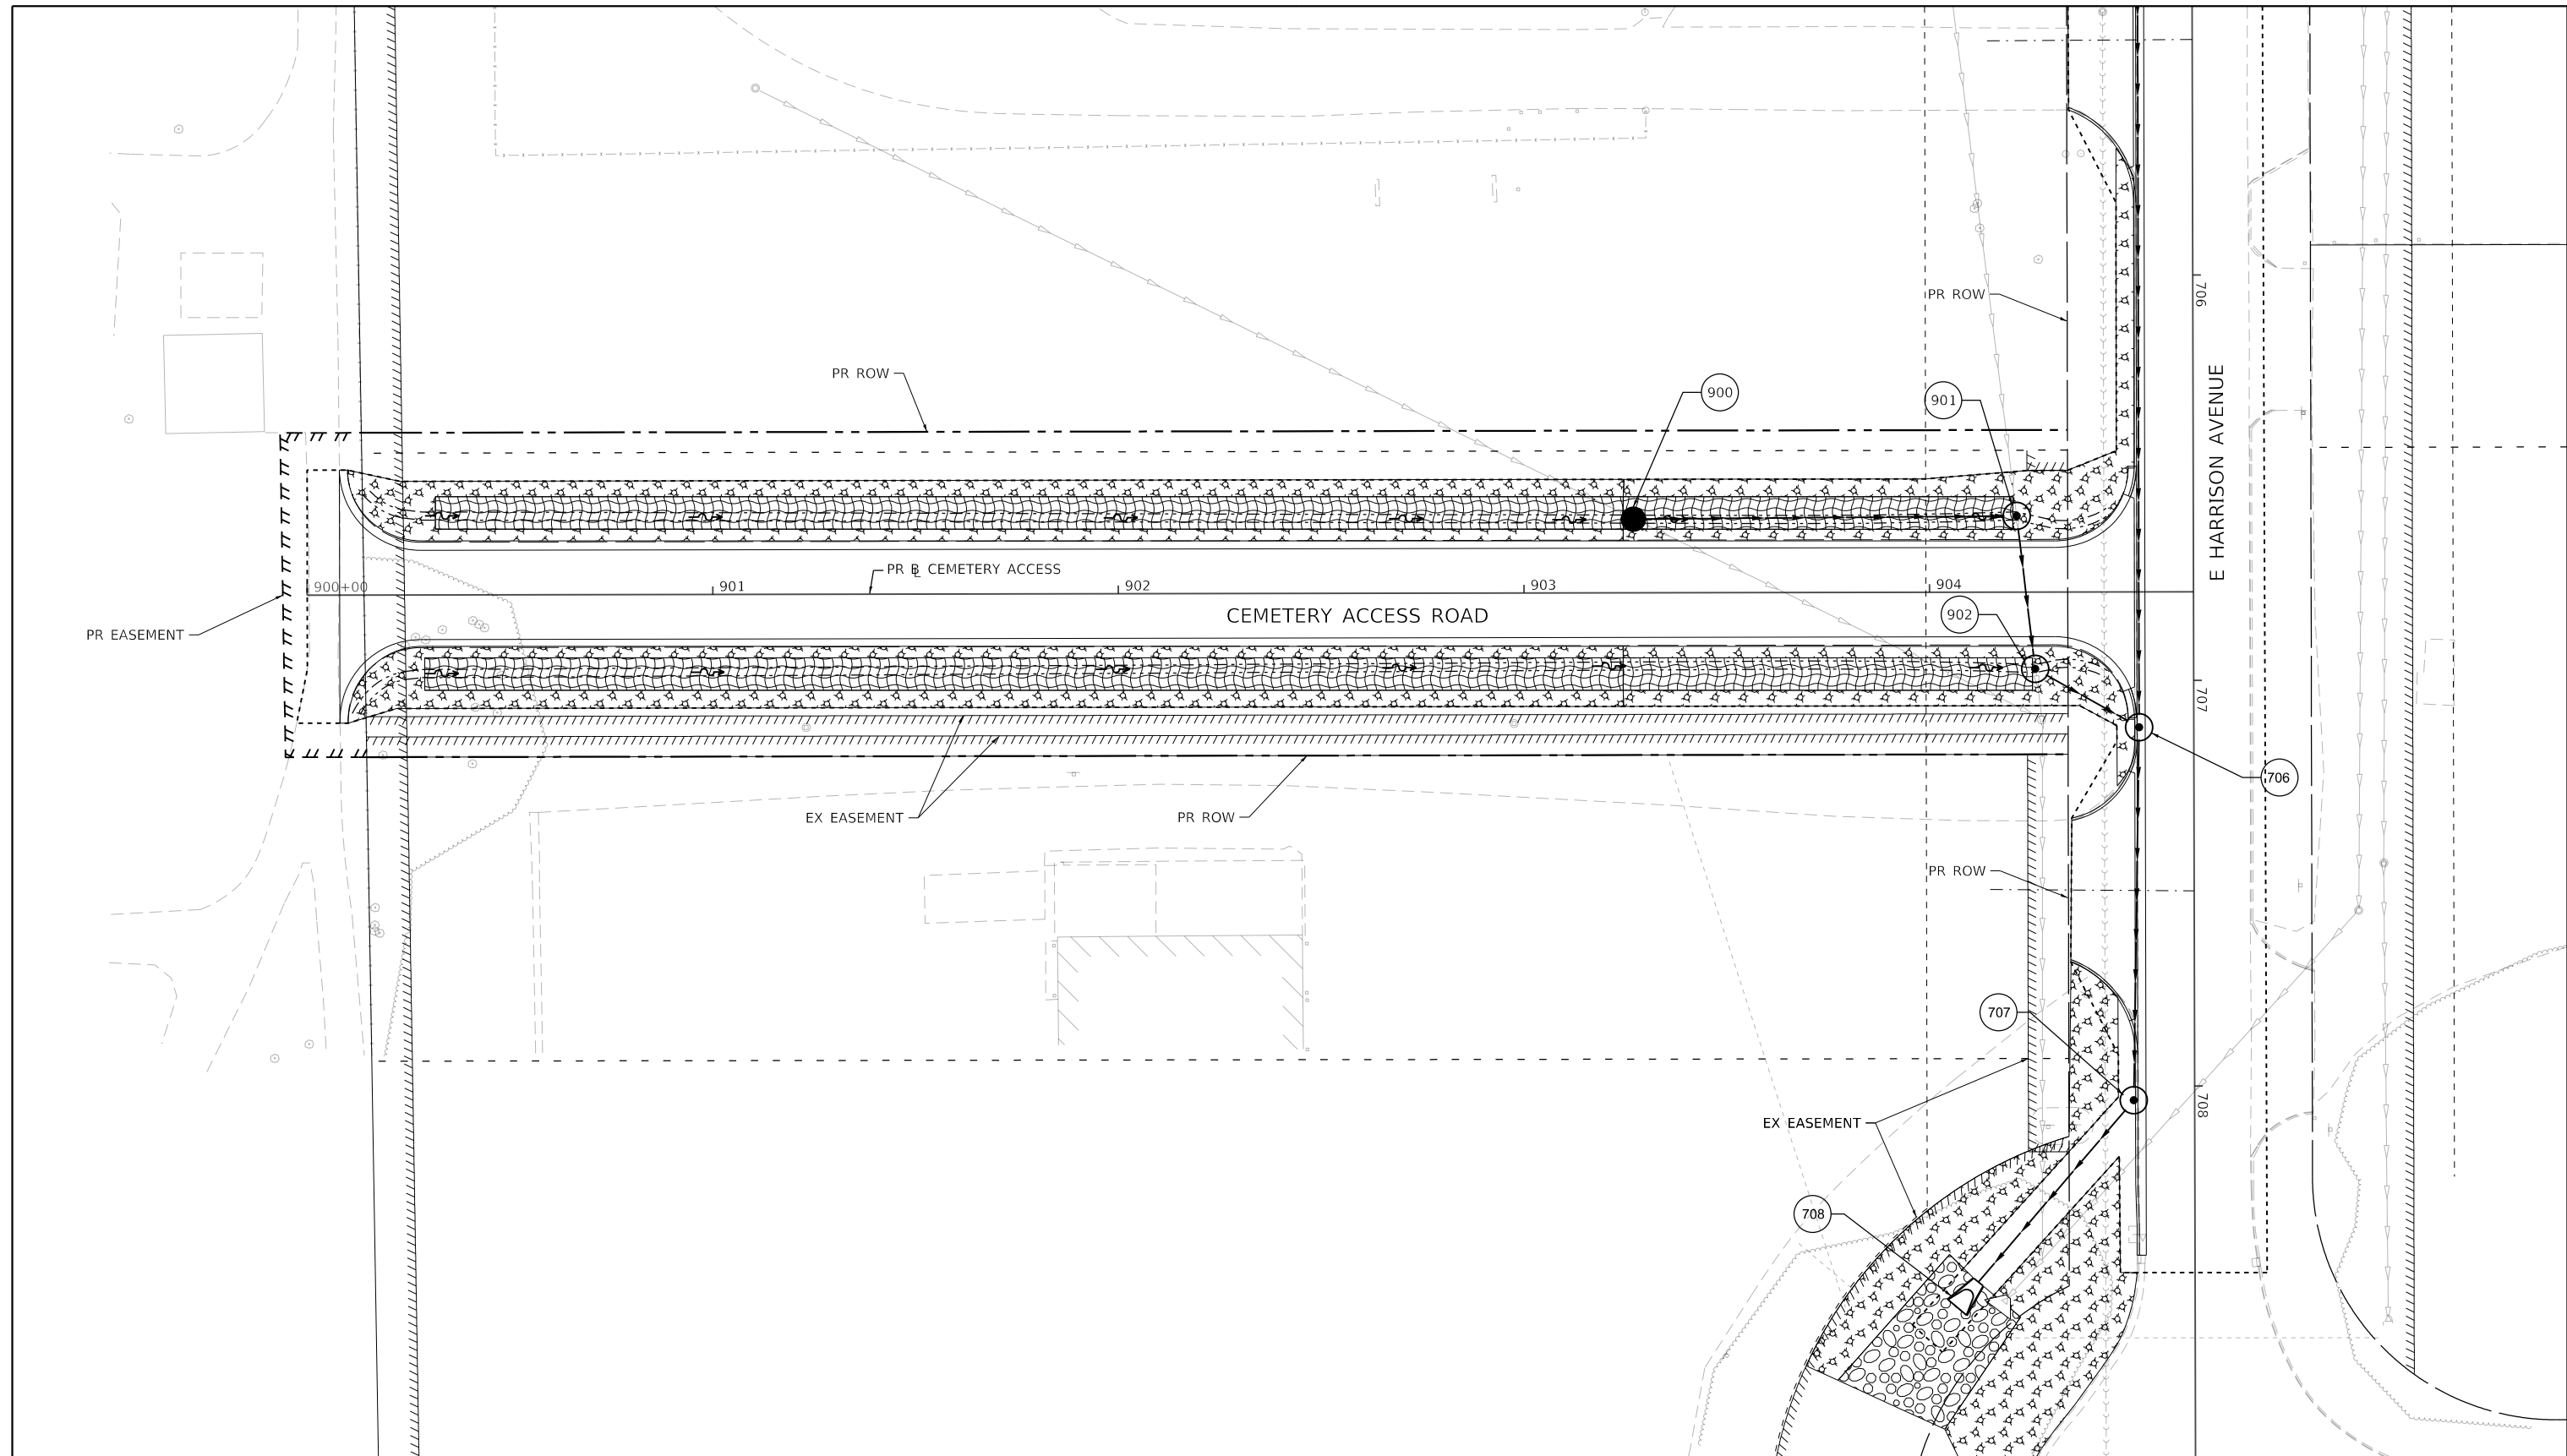 PR ROW
706
PR ROW
900
901
E HARRISON AVENUE
PR ℄ CEMETERY ACCESS
900+00
901
902
903
904
CEMETERY ACCESS ROAD
902
PR EASEMENT
707
706
EX EASEMENT
PR ROW
PR ROW
707
708
EX EASEMENT
708